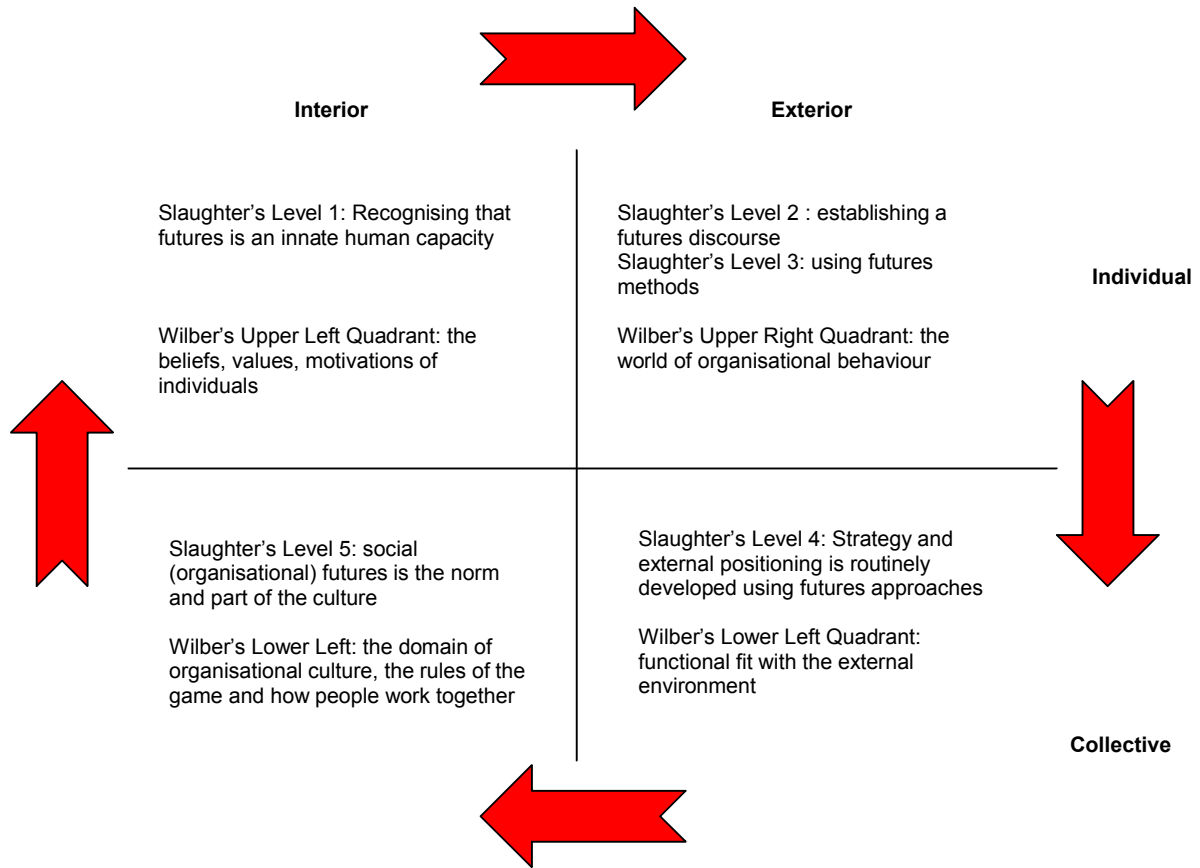 Interior
Exterior
Slaughter’s Level 1: Recognising that
futures is an innate human capacity
Wilber’s Upper Left Quadrant: the
beliefs, values, motivations of
individuals
Slaughter’s Level 2 : establishing a
futures discourse
Slaughter’s Level 3: using futures
methods
Wilber’s Upper Right Quadrant: the
world of organisational behaviour
Individual
Slaughter’s Level 5: social
(organisational) futures is the norm
and part of the culture
Wilber’s Lower Left: the domain of
organisational culture, the rules of the
game and how people work together
Slaughter’s Level 4: Strategy and
external positioning is routinely
developed using futures approaches
Wilber’s Lower Left Quadrant:
functional fit with the external
environment
Collective